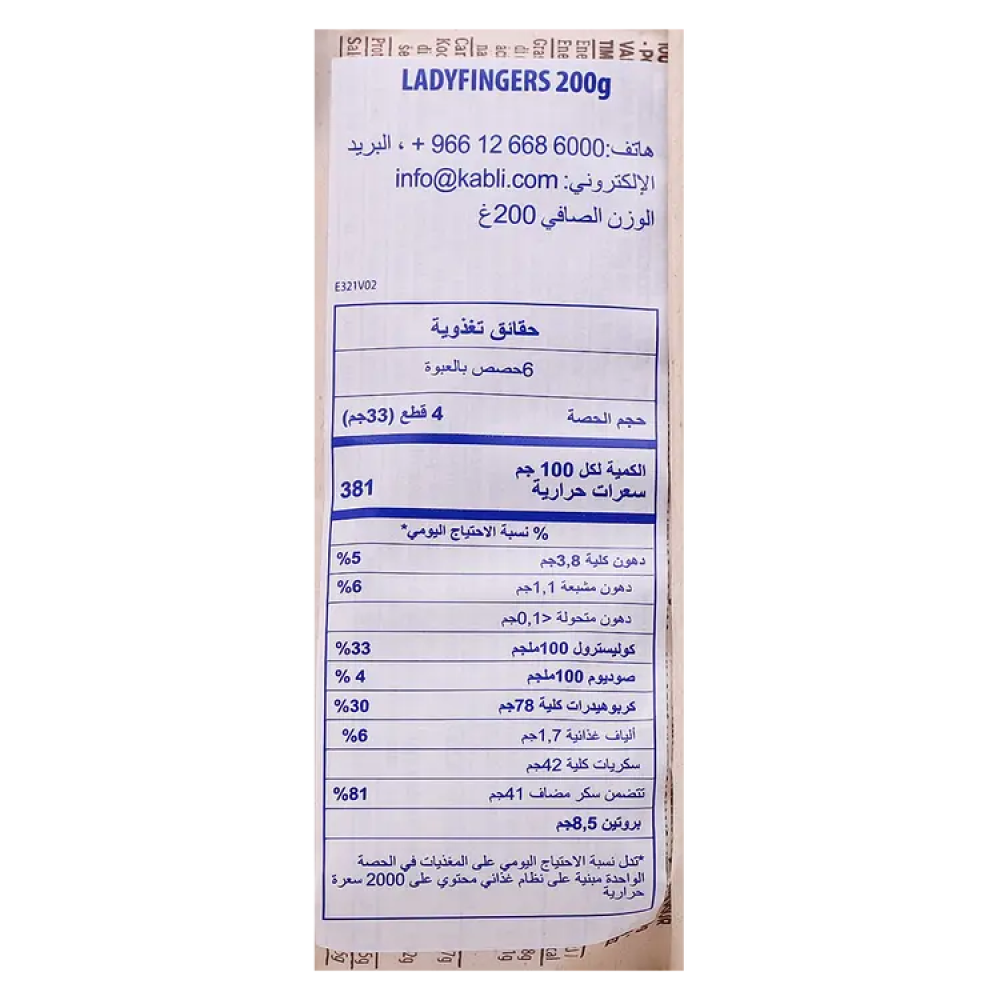 LADYFINGERS 200g
هاتف:6000 668 12 966 + ، البريد
الإلكتروني: info@kabli.com
الوزن الصافي 200غ
E321V02
حقائق تغذوية
6حصص بالعبوة
حجم الحصة 4 قطع (33جم)
الكمية لكل 100 جم
سعرات حرارية 381
% نسبة الاحتياج اليومي*
دهون كلية 3,8جم %5
دهون مشبعة 1,1جم %6
دهون متحولة <0,1جم
كوليسترول 100ملجم %33
صوديوم 100ملجم % 4
كربوهيدرات كلية 78جم %30
ألياف غذائية 1,7جم %6
سكريات كلية 42جم
تتضمن سكر مضاف 41جم %81
بروتين 8,5جم
*تدل نسبة الاحتياج اليومي على المغذيات في الحصة
الواحدة مبنية على نظام غذائي محتوي على 2000 سعرة
حرارية